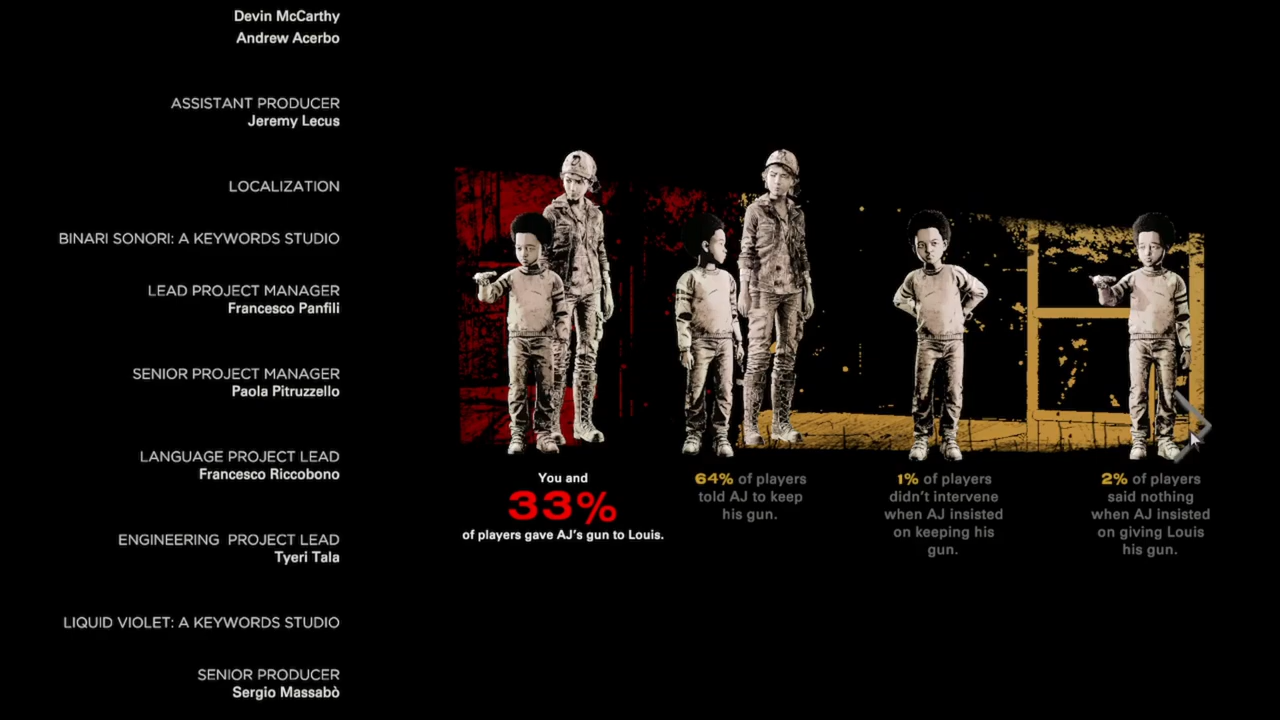 Devin McCarthy
Andrew Acerbo
ASSISTANT PRODUCER
Jeremy Lecus
LOCALIZATION
BINARI SONORI: A KEYWORDS STUDIO
LEAD PROJECT MANAGER
Francesco Panfili
SENIOR PROJECT MANAGER
Paola Pitruzzello
LANGUAGE PROJECT LEAD
Francesco Riccobono
ENGINEERING PROJECT LEAD
Tyeri Tala
LIQUID VIOLET: A KEYWORDS STUDIO
SENIOR PRODUCER
Sergio Massabò
You and
33%
of players gave AJ's gun to Louis.
64% of players
told AJ to keep
his gun.
1% of players
didn't intervene
when AJ insisted
on keeping his
gun.
2% of players
said nothing
when AJ insisted
on giving Louis
his gun.